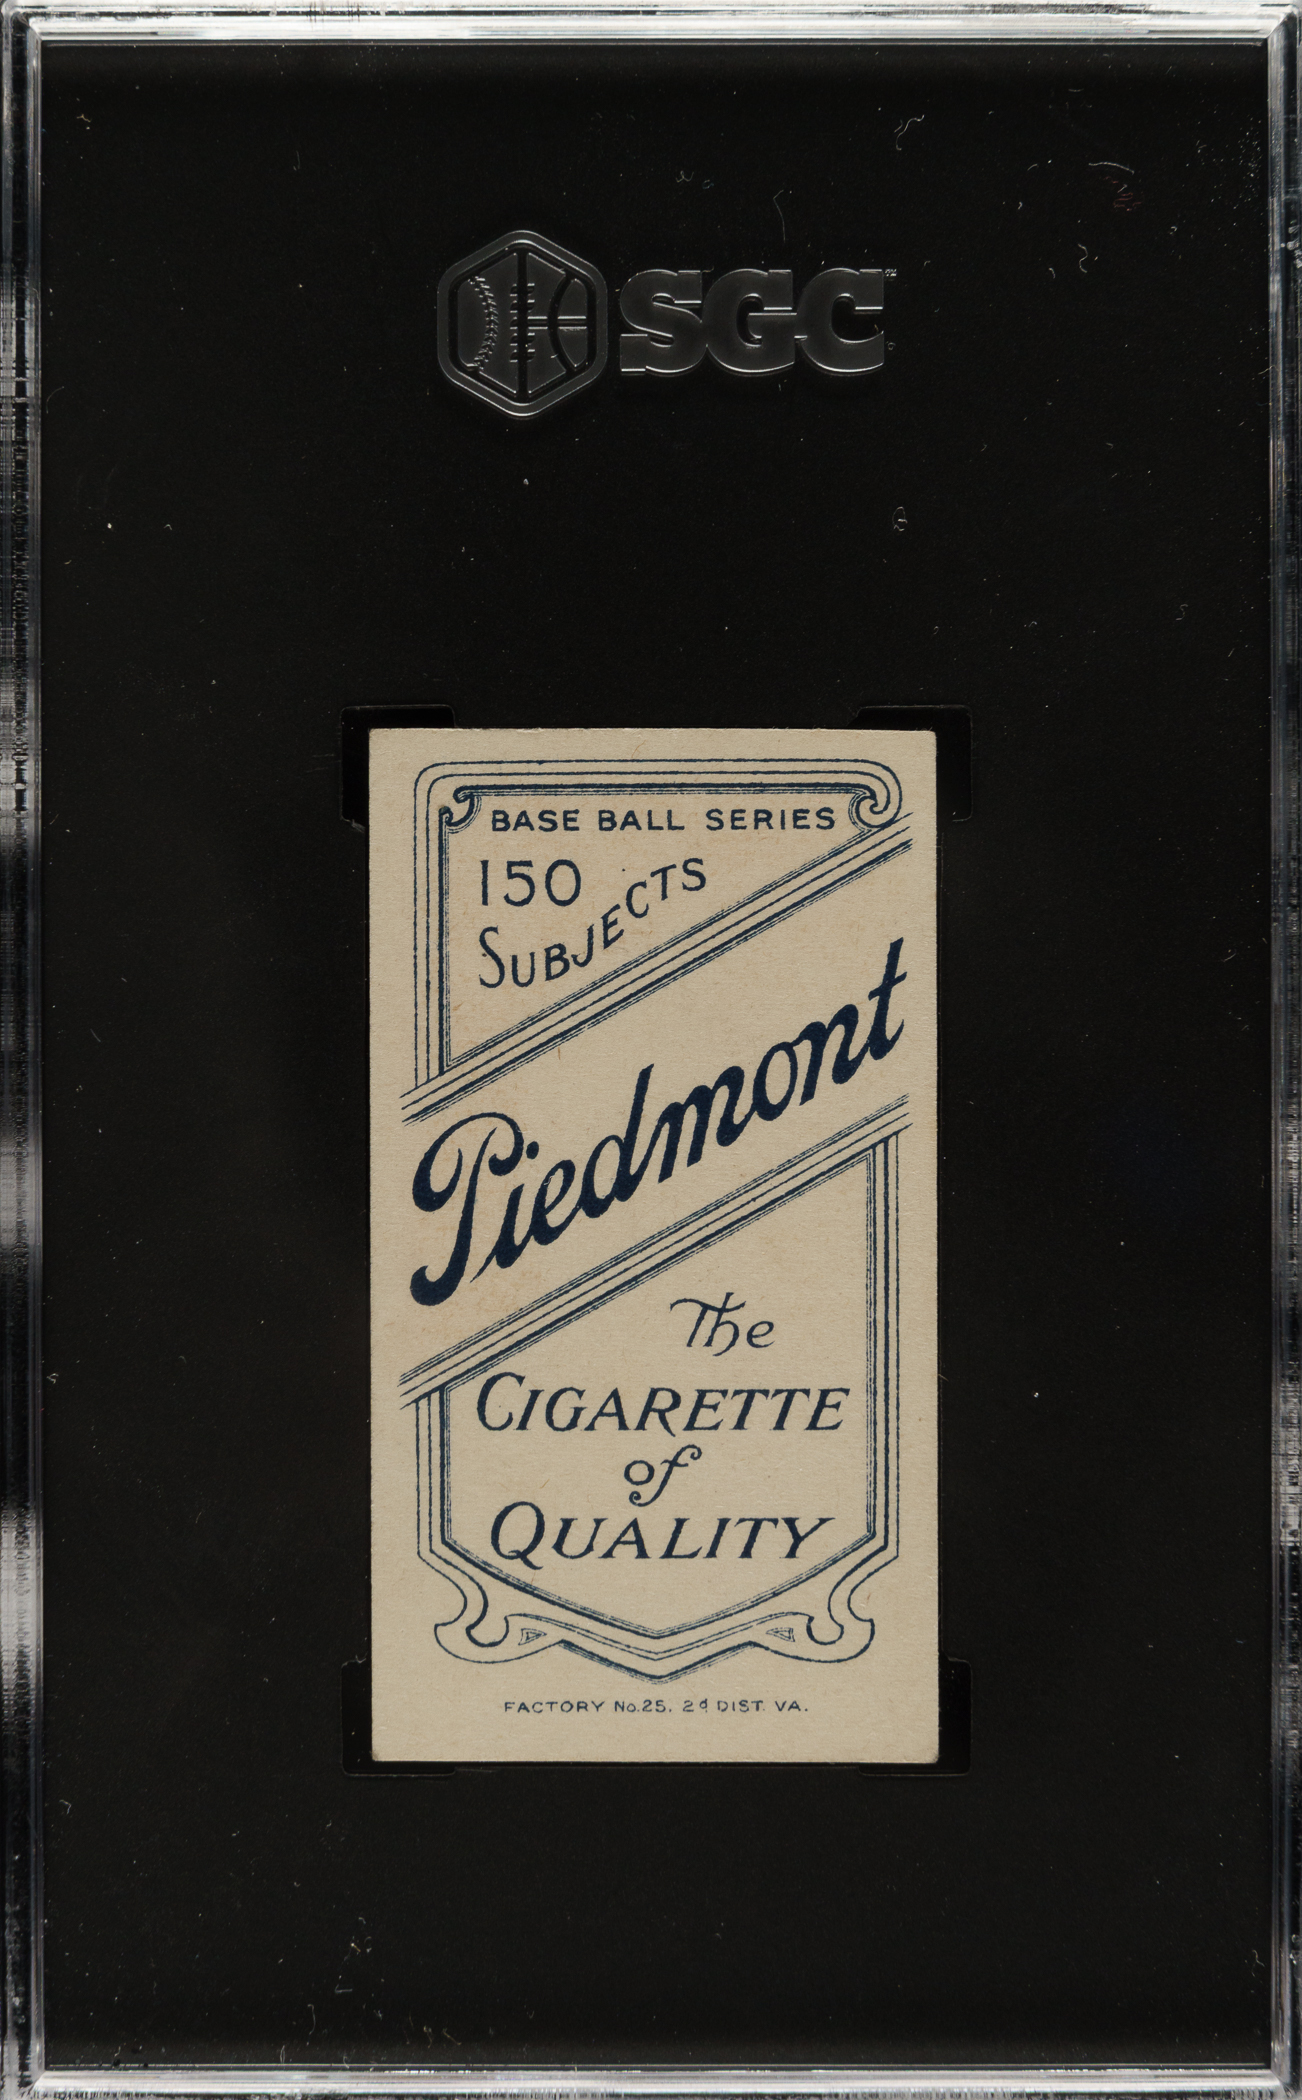 SGC
BASE BALL SERIES
150
SUBJECTS
Piedmont
The
CIGARETTE
of
QUALITY
FACTORY No.25, 2d DIST. VA.